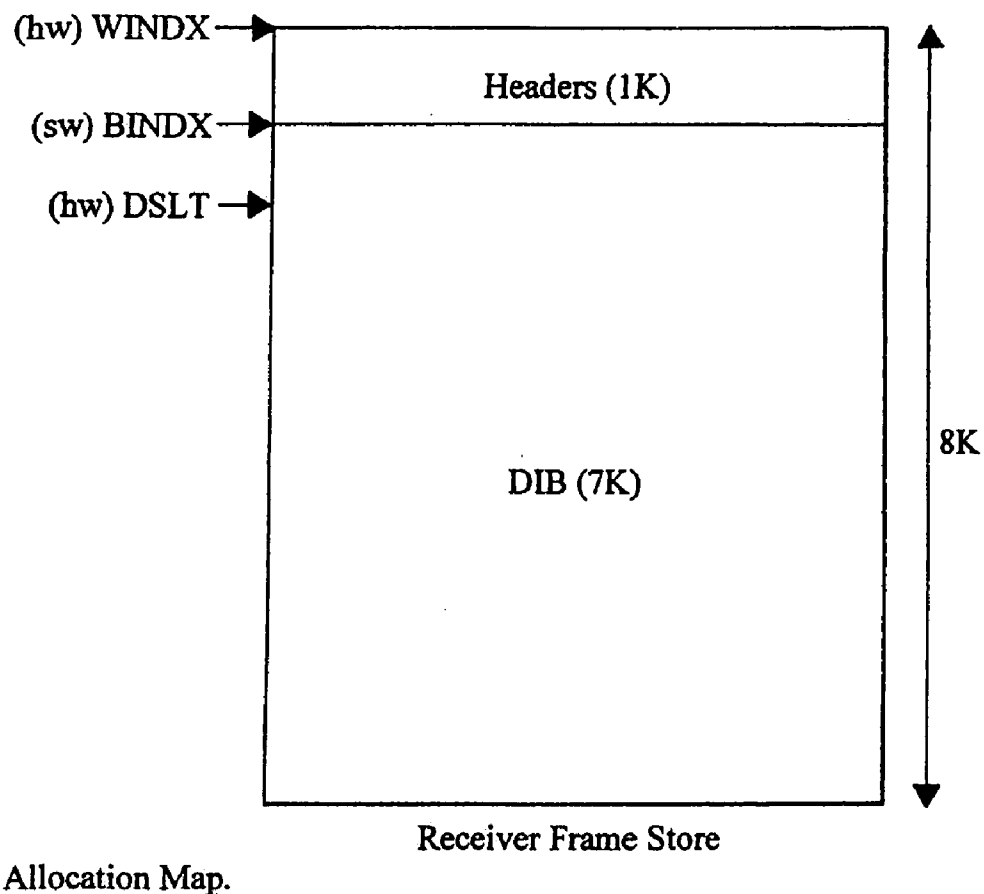 (hw) WINDX
Headers (1K)
(sw) BINDX
(hw) DSLT
8K
DIB (7K)
Receiver Frame Store
Allocation Map.